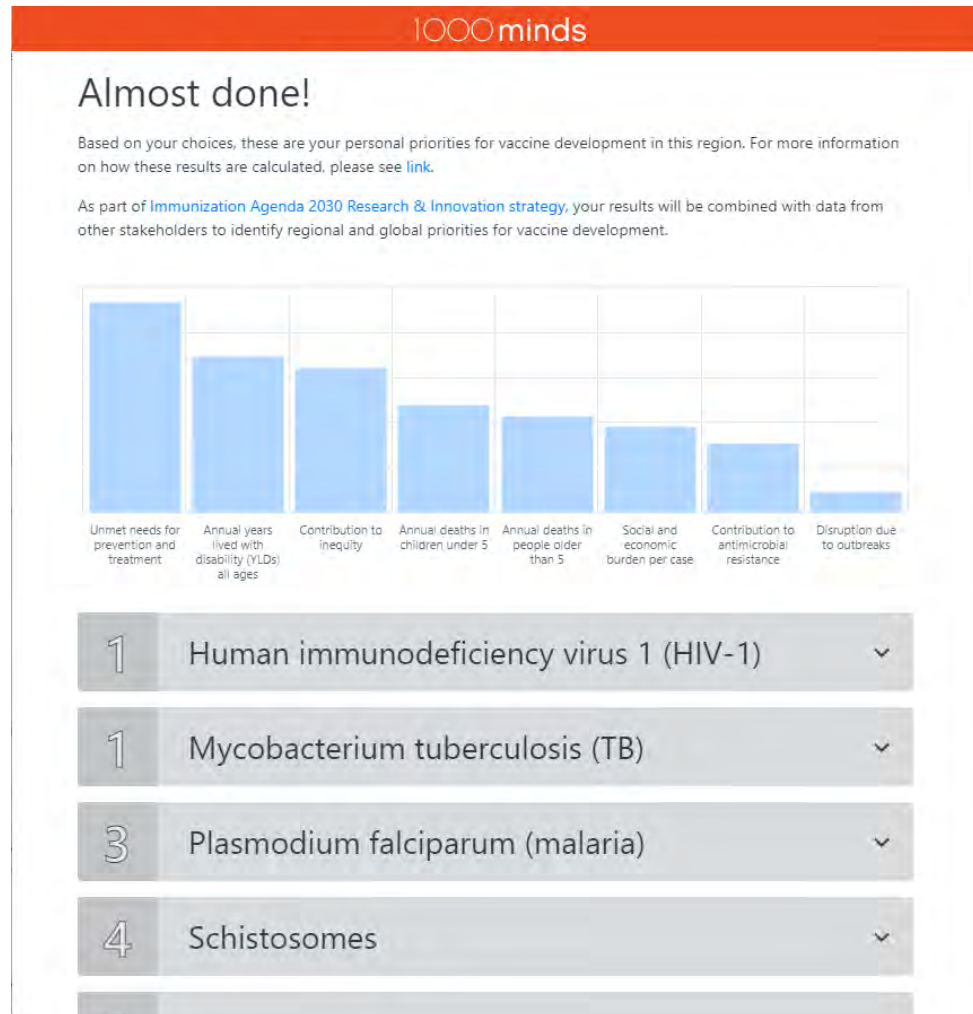 1000minds
Almost done!
Based on your choices, these are your personal priorities for vaccine development in this region. For more information
on how these results are calculated, please see link.
As part of Immunization Agenda 2030 Research & Innovation strategy, your results will be combined with data from
other stakeholders to identify regional and global priorities for vaccine development.
Unmet needs for
prevention and
treatment
Annual years
lived with
disability (YLDs)
all ages
Contribution to
inequity
Annual deaths in
children under 5
Annual deaths in
people older
than 5
Social and
economic
burden per case
Contribution to
antimicrobial
resistance
Disruption due
to outbreaks
1 Human immunodeficiency virus 1 (HIV-1)
1 Mycobacterium tuberculosis (TB)
3 Plasmodium falciparum (malaria)
4 Schistosomes